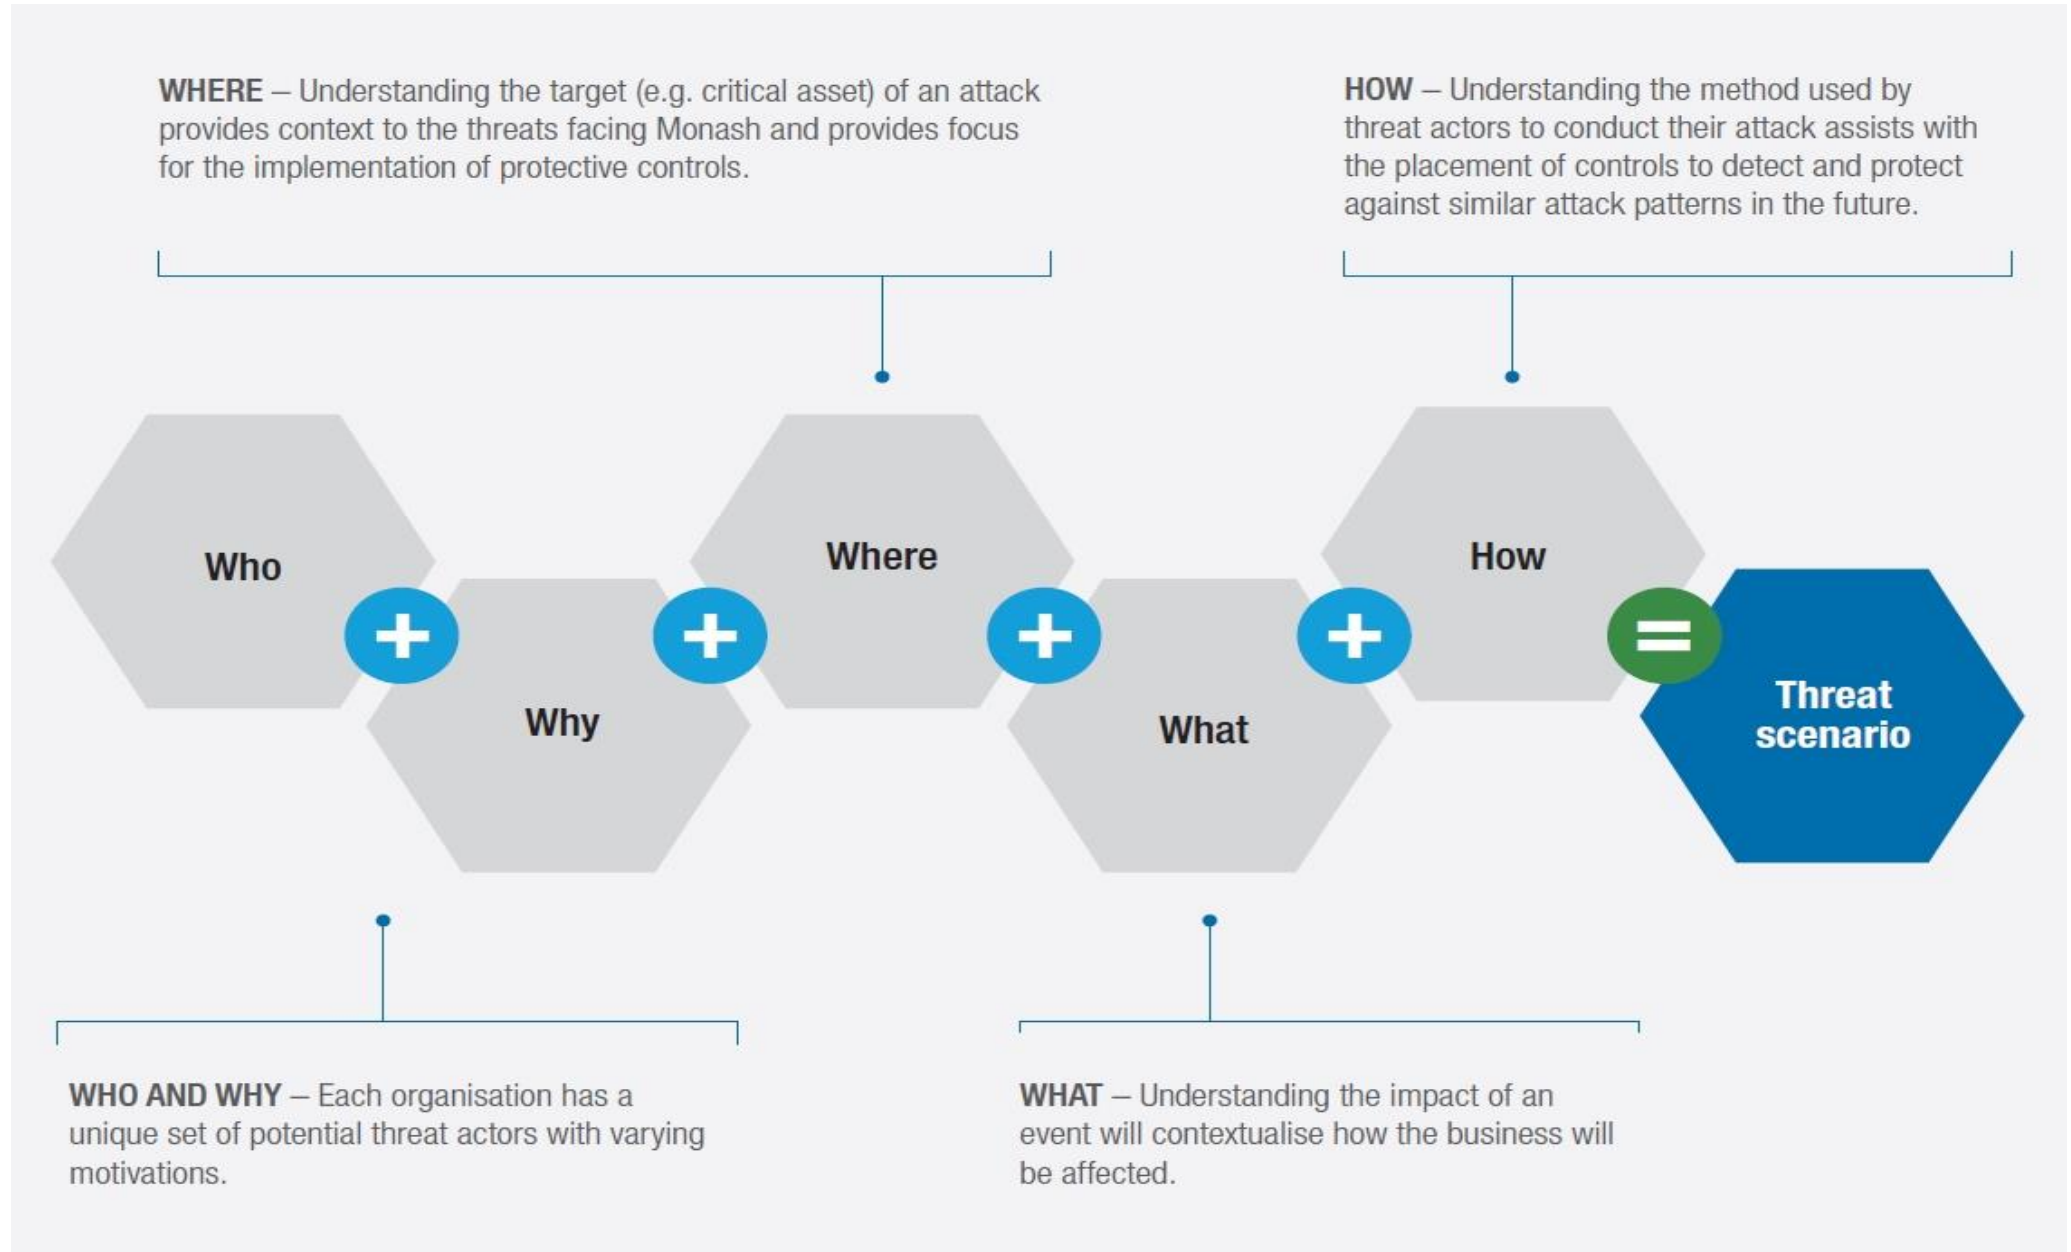 WHERE – Understanding the target (e.g. critical asset) of an attack
provides context to the threats facing Monash and provides focus
for the implementation of protective controls.
HOW – Understanding the method used by
threat actors to conduct their attack assists with
the placement of controls to detect and protect
against similar attack patterns in the future.
Who
+
Why
+
Where
+
What
+
How
=
Threat
scenario
WHO AND WHY – Each organisation has a
unique set of potential threat actors with varying
motivations.
WHAT – Understanding the impact of an
event will contextualise how the business will
be affected.